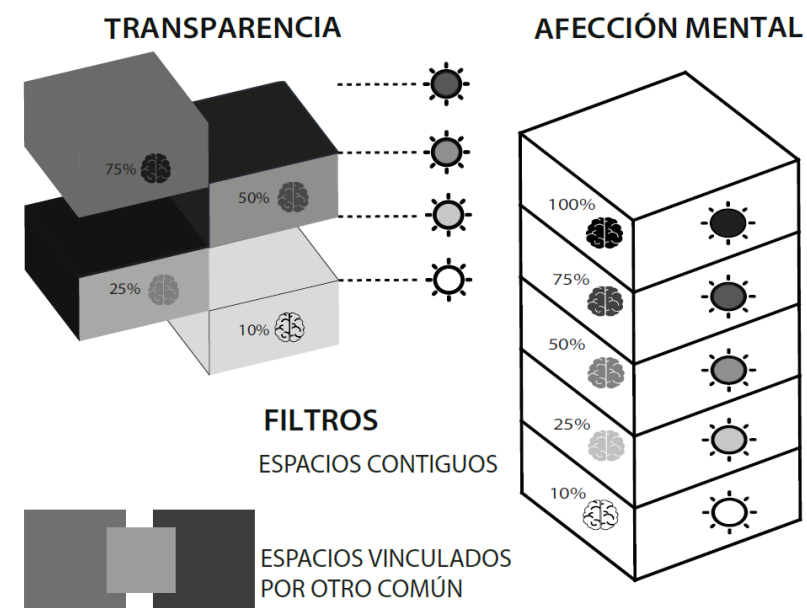 TRANSPARENCIA
75%
50%
25%
10%
AFECCIÓN MENTAL
100%
75%
50%
25%
10%
FILTROS
ESPACIOS CONTIGUOS
ESPACIOS VINCULADOS
POR OTRO COMÚN